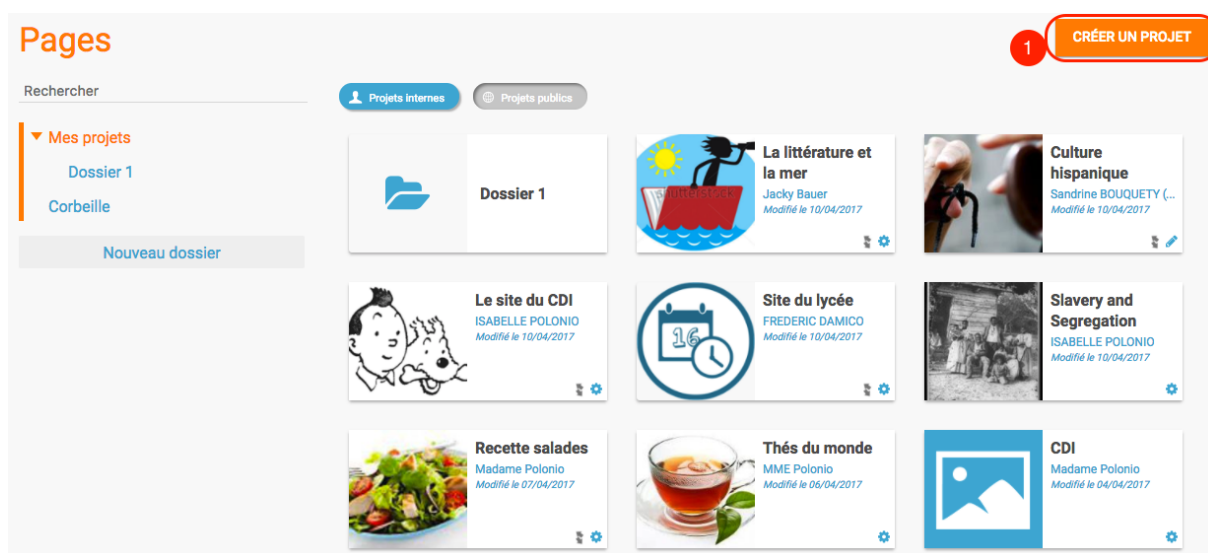 Pages
1
CRÉER UN PROJET
Rechercher
Projets internes
Projets publics
Mes projets
Dossier 1
Corbeille
Nouveau dossier
Dossier 1
shutterstock
La littérature et
la mer
Jacky Bauer
Modifié le 10/04/2017
Culture
hispanique
Sandrine BOUQUETY (...
Modifié le 10/04/2017
Le site du CDI
ISABELLE POLONIO
Modifié le 10/04/2017
16
Site du lycée
FREDERIC DAMICO
Modifié le 10/04/2017
Slavery and
Segregation
ISABELLE POLONIO
Modifié le 10/04/2017
Recette salades
Madame Polonio
Modifié le 07/04/2017
Thés du monde
MME Polonio
Modifié le 06/04/2017
CDI
Madame Polonio
Modifié le 04/04/2017